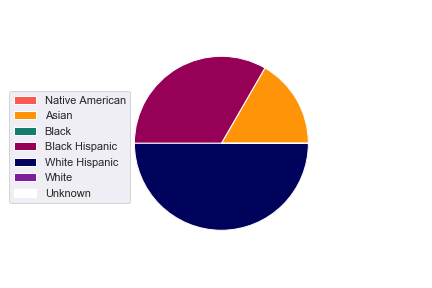 Native American
Asian
Black
Black Hispanic
White Hispanic
White
Unknown